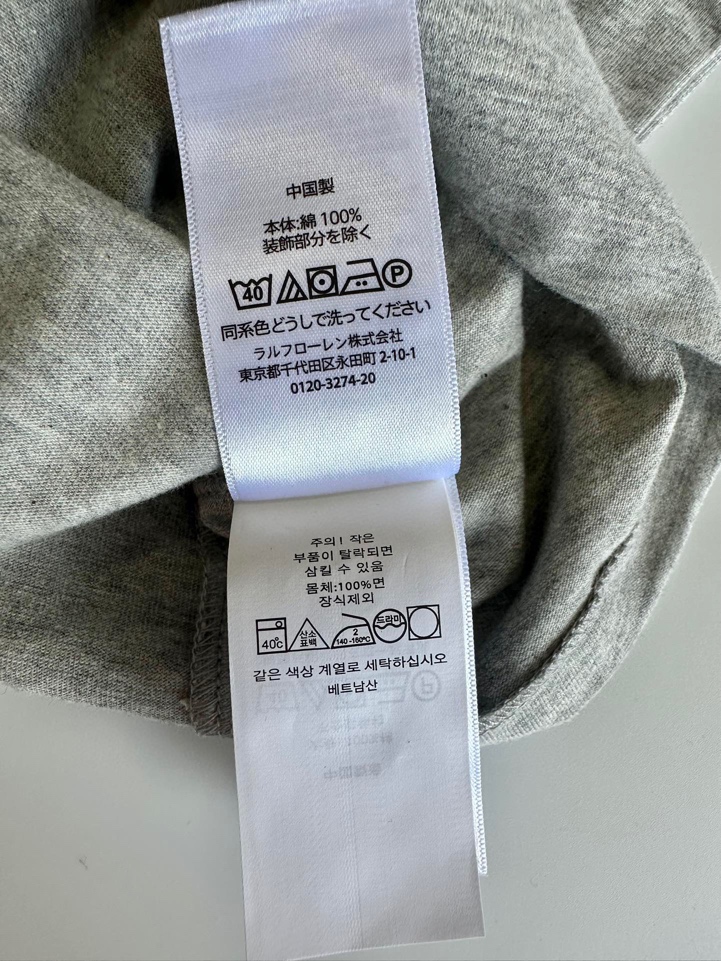 中国製
本体:綿 100%
装飾部分を除く
40 P
同系色どうしで洗ってください
ラルフローレン株式会社
東京都千代田区永田町 2-10-1
0120-3274-20
주의! 작은
부품이 탈락되면
삼킬 수 있음
몸체:100%면
장식제외
40℃ 산소 표백 2 140-160℃ 드라이
같은 색상 계열로 세탁하십시오
베트남산